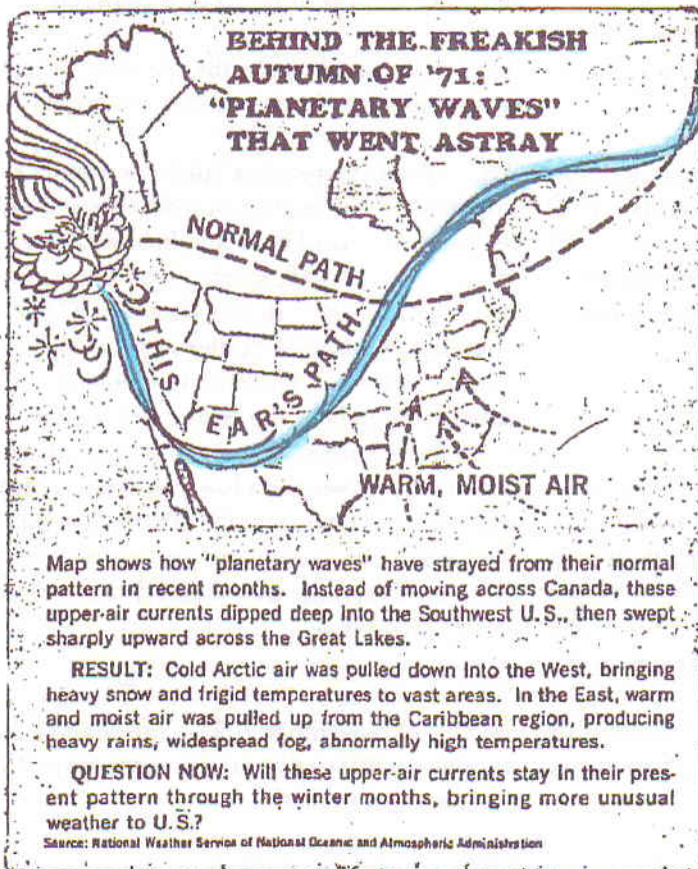 BEHIND THE FREAKISH
AUTUMN OF '71:
"PLANETARY WAVES"
THAT WENT ASTRAY
NORMAL PATH
THIS YEAR'S PATH
WARM, MOIST AIR
Map shows how "planetary waves" have strayed from their normal
pattern in recent months. Instead of moving across Canada, these
upper-air currents dipped deep into the Southwest U.S., then swept
sharply upward across the Great Lakes.
RESULT: Cold Arctic air was pulled down into the West, bringing
heavy snow and frigid temperatures to vast areas. In the East, warm
and moist air was pulled up from the Caribbean region, producing
heavy rains, widespread fog, abnormally high temperatures.
QUESTION NOW: Will these upper-air currents stay in their pres-
ent pattern through the winter months, bringing more unusual
weather to U.S.?
Source: National Weather Service of National Oceanic and Atmospheric Administration